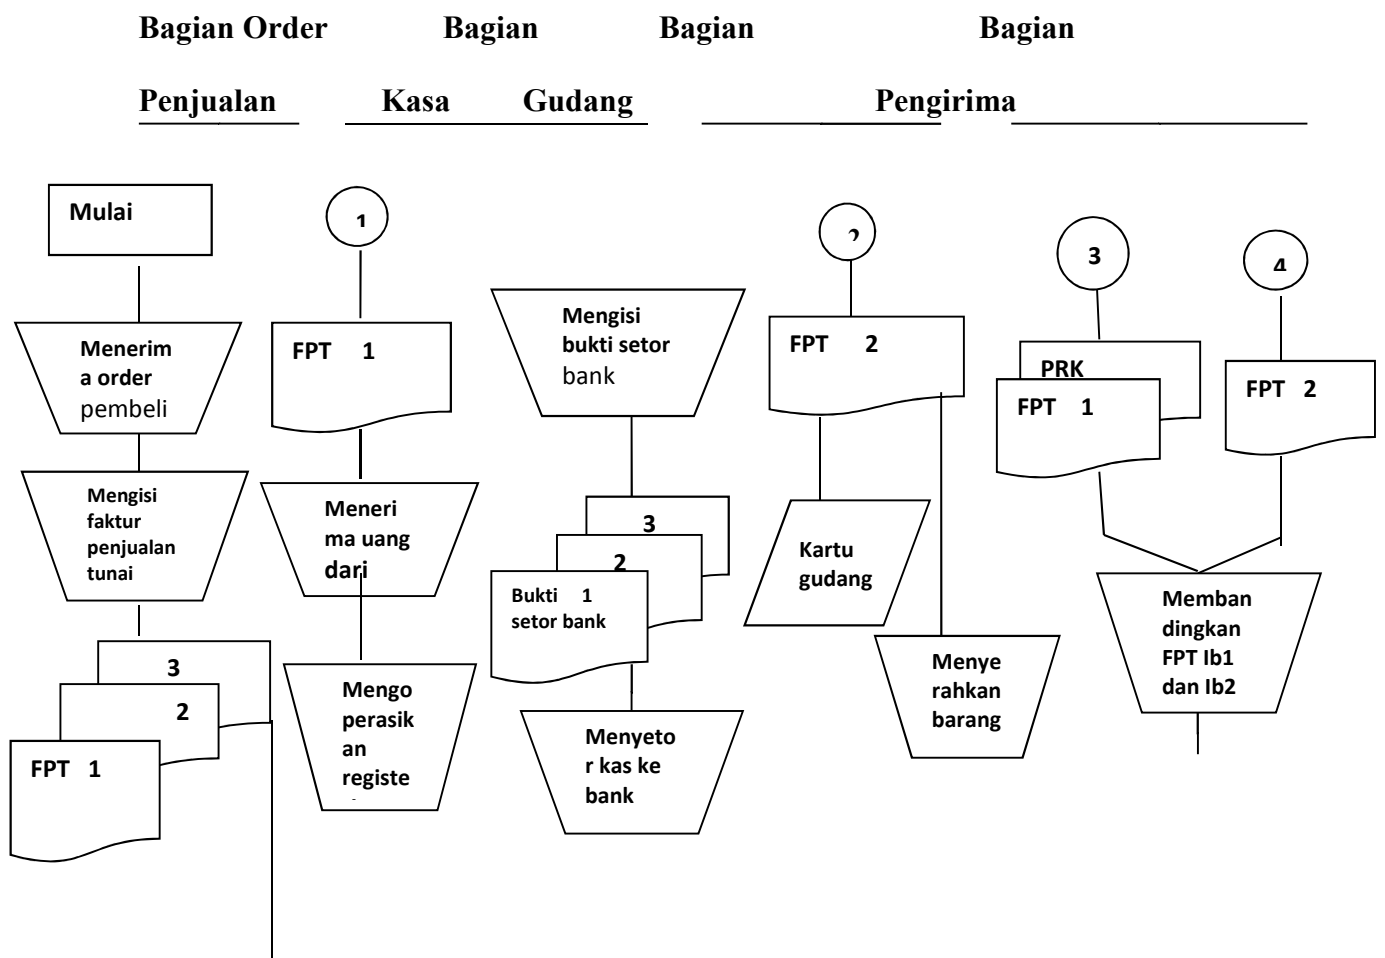 Bagian Order Bagian Bagian Bagian
Penjualan Kasa Gudang Pengirima
Mulai
Menerim
a order
pembeli
Mengisi
faktur
penjualan
tunai
3
2
FPT 1
1
FPT 1
Meneri
ma uang
dari
Mengo
perasik
an
registe
Mengisi
bukti setor
bank
3
2
Bukti 1
setor bank
Menyeto
r kas ke
bank
2
FPT 2
Kartu
gudang
Menye
rahkan
barang
3
PRK
FPT 1
4
FPT 2
Memban
dingkan
FPT Ib1
dan Ib2